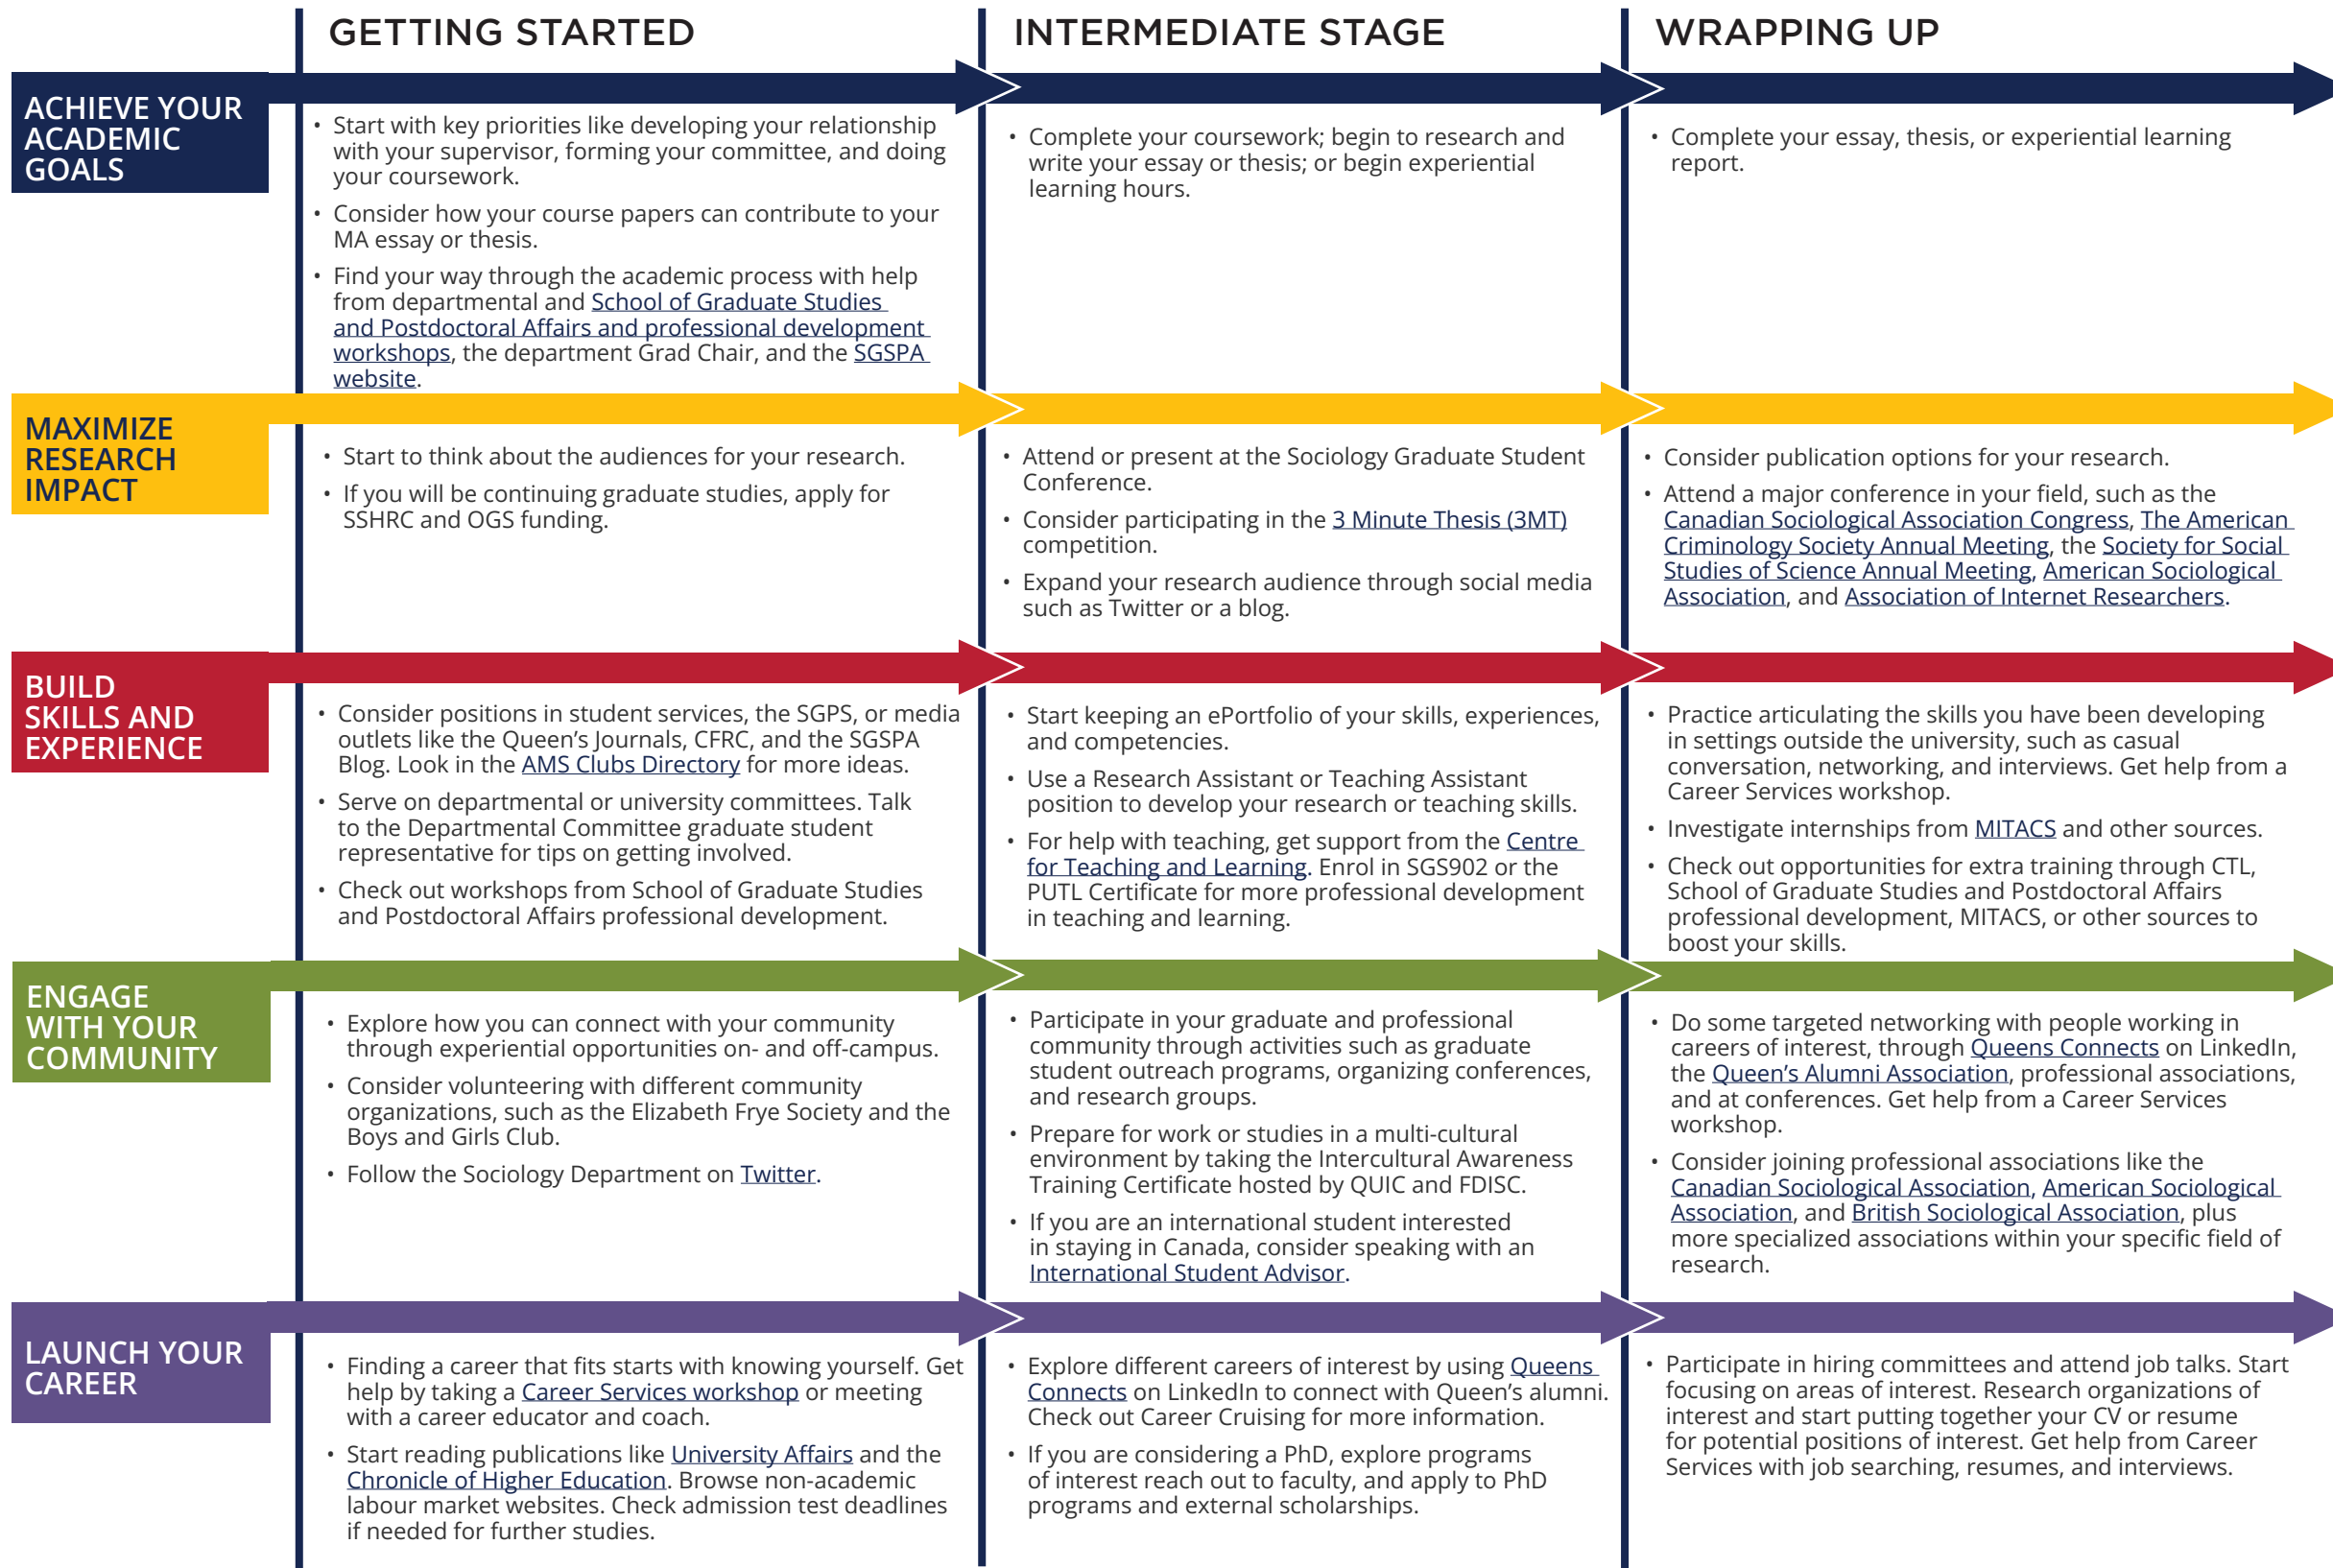 GETTING STARTED
INTERMEDIATE STAGE
WRAPPING UP
ACHIEVE YOUR
ACADEMIC
GOALS
• Start with key priorities like developing your relationship
with your supervisor, forming your committee, and doing
your coursework.
• Consider how your course papers can contribute to your
MA essay or thesis.
• Find your way through the academic process with help
from departmental and School of Graduate Studies
and Postdoctoral Affairs and professional development
workshops, the department Grad Chair, and the SGSPA
website.
• Complete your coursework; begin to research and
write your essay or thesis; or begin experiential
learning hours.
• Complete your essay, thesis, or experiential learning
report.
MAXIMIZE
RESEARCH
IMPACT
• Start to think about the audiences for your research.
• If you will be continuing graduate studies, apply for
SSHRC and OGS funding.
• Attend or present at the Sociology Graduate Student
Conference.
• Consider participating in the 3 Minute Thesis (3MT)
competition.
• Expand your research audience through social media
such as Twitter or a blog.
• Consider publication options for your research.
• Attend a major conference in your field, such as the
Canadian Sociological Association Congress, The American
Criminology Society Annual Meeting, the Society for Social
Studies of Science Annual Meeting, American Sociological
Association, and Association of Internet Researchers.
BUILD
SKILLS AND
EXPERIENCE
• Consider positions in student services, the SGPS, or media
outlets like the Queen's Journals, CFRC, and the SGSPA
Blog. Look in the AMS Clubs Directory for more ideas.
• Serve on departmental or university committees. Talk
to the Departmental Committee graduate student
representative for tips on getting involved.
• Check out workshops from School of Graduate Studies
and Postdoctoral Affairs professional development.
• Start keeping an ePortfolio of your skills, experiences,
and competencies.
• Use a Research Assistant or Teaching Assistant
position to develop your research or teaching skills.
• For help with teaching, get support from the Centre
for Teaching and Learning. Enrol in SGS902 or the
PUTL Certificate for more professional development
in teaching and learning.
• Practice articulating the skills you have been developing
in settings outside the university, such as casual
conversation, networking, and interviews. Get help from a
Career Services workshop.
• Investigate internships from MITACS and other sources.
• Check out opportunities for extra training through CTL,
School of Graduate Studies and Postdoctoral Affairs
professional development, MITACS, or other sources to
boost your skills.
ENGAGE
WITH YOUR
COMMUNITY
• Explore how you can connect with your community
through experiential opportunities on- and off-campus.
• Consider volunteering with different community
organizations, such as the Elizabeth Frye Society and the
Boys and Girls Club.
• Follow the Sociology Department on Twitter.
• Participate in your graduate and professional
community through activities such as graduate
student outreach programs, organizing conferences,
and research groups.
• Prepare for work or studies in a multi-cultural
environment by taking the Intercultural Awareness
Training Certificate hosted by QUIC and FDISC.
• If you are an international student interested
in staying in Canada, consider speaking with an
International Student Advisor.
• Do some targeted networking with people working in
careers of interest, through Queens Connects on LinkedIn,
the Queen's Alumni Association, professional associations,
and at conferences. Get help from a Career Services
workshop.
• Consider joining professional associations like the
Canadian Sociological Association, American Sociological
Association, and British Sociological Association, plus
more specialized associations within your specific field of
research.
LAUNCH YOUR
CAREER
• Finding a career that fits starts with knowing yourself. Get
help by taking a Career Services workshop or meeting
with a career educator and coach.
• Start reading publications like University Affairs and the
Chronicle of Higher Education. Browse non-academic
labour market websites. Check admission test deadlines
if needed for further studies.
• Explore different careers of interest by using Queens
Connects on LinkedIn to connect with Queen's alumni.
Check out Career Cruising for more information.
• If you are considering a PhD, explore programs
of interest reach out to faculty, and apply to PhD
programs and external scholarships.
• Participate in hiring committees and attend job talks. Start
focusing on areas of interest. Research organizations of
interest and start putting together your CV or resume
for potential positions of interest. Get help from Career
Services with job searching, resumes, and interviews.